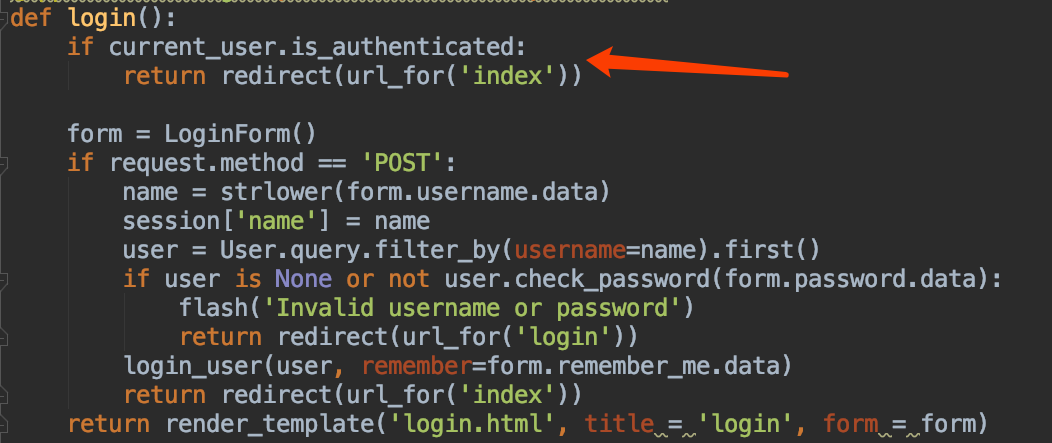 def login():
    if current_user.is_authenticated:
        return redirect(url_for('index'))
    form = LoginForm()
    if request.method == 'POST':
        name = strlower(form.username.data)
        session['name'] = name
        user = User.query.filter_by(username=name).first()
        if user is None or not user.check_password(form.password.data):
            flash('Invalid username or password')
            return redirect(url_for('login'))
        login_user(user, remember=form.remember_me.data)
        return redirect(url_for('index'))
    return render_template('login.html', title = 'login', form = form)